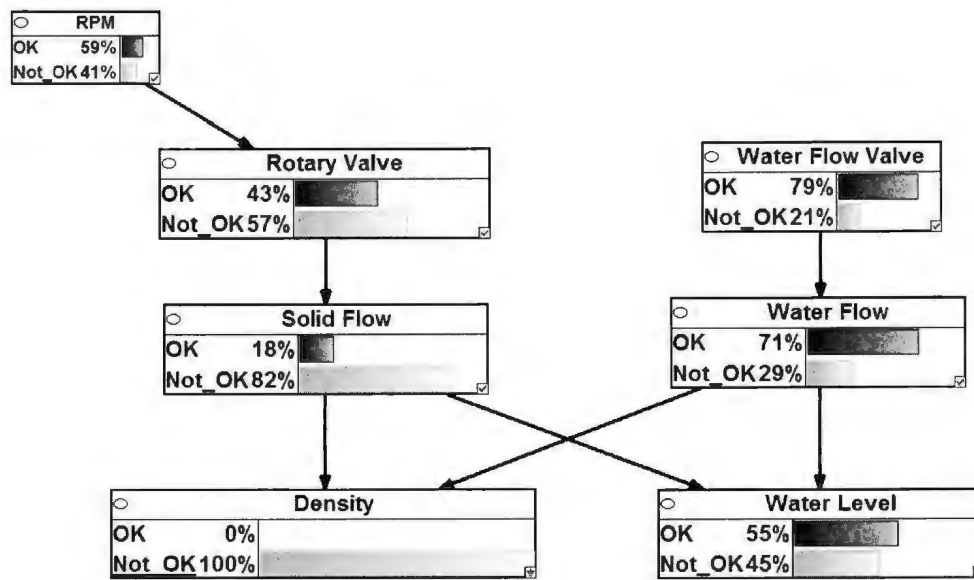 RPM
OK 59%
Not_OK 41%
Rotary Valve
OK 43%
Not_OK 57%
Water Flow Valve
OK 79%
Not_OK 21%
Solid Flow
OK 18%
Not_OK 82%
Water Flow
OK 71%
Not_OK 29%
Density
OK 0%
Not_OK 100%
Water Level
OK 55%
Not_OK 45%